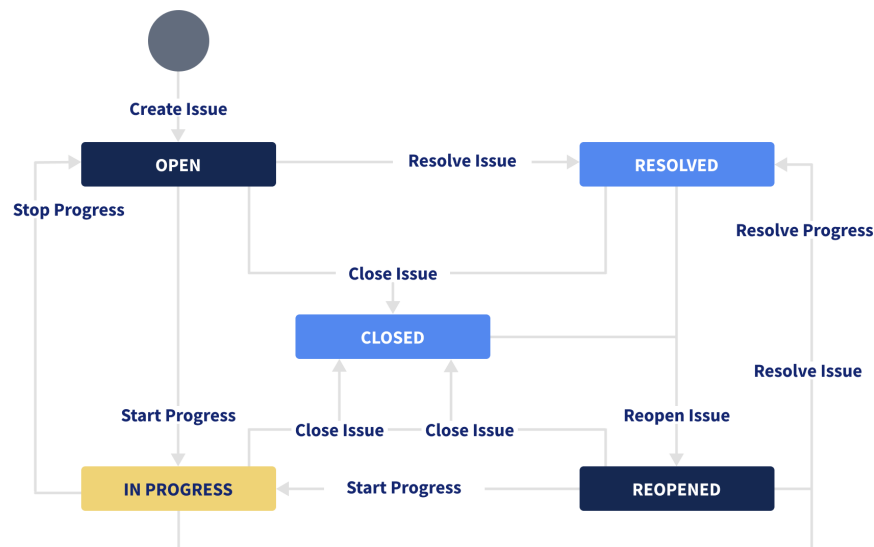 Create Issue
OPEN
Resolve Issue
RESOLVED
Stop Progress
Resolve Progress
Close Issue
CLOSED
Resolve Issue
Start Progress
Reopen Issue
Close Issue
Close Issue
IN PROGRESS
Start Progress
REOPENED